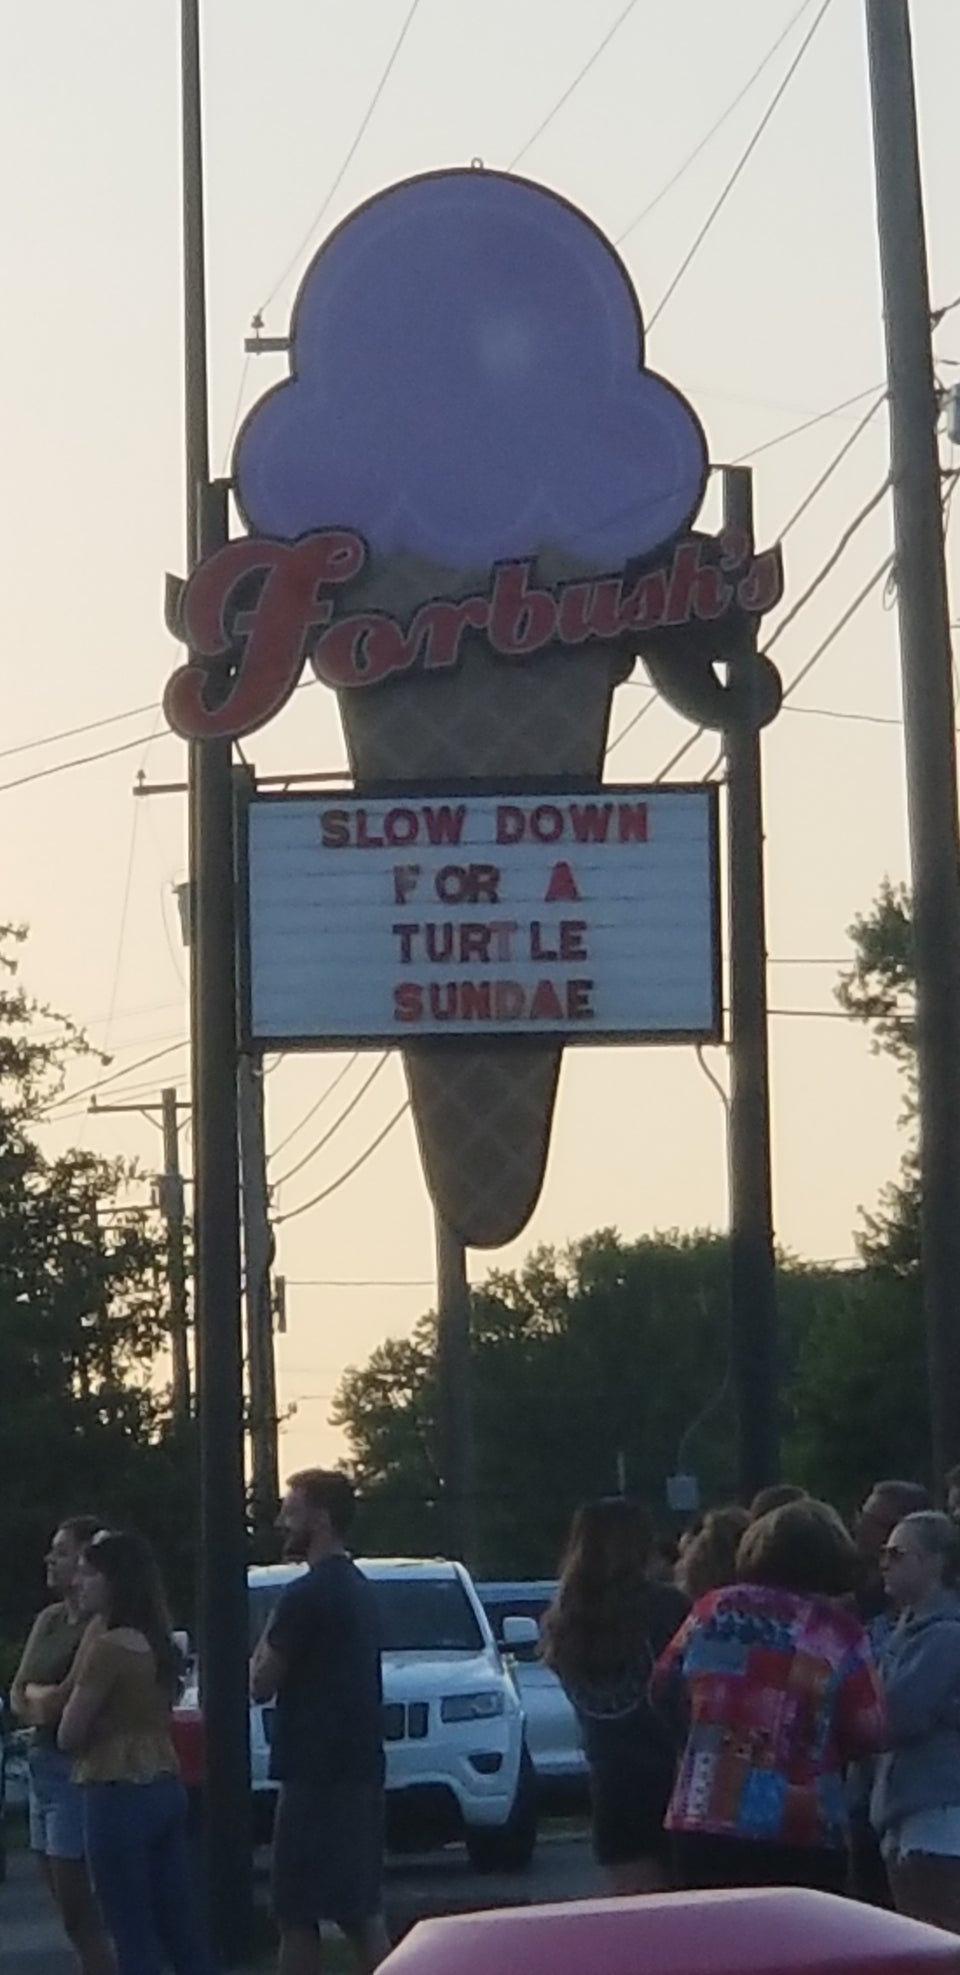 Forbush's
SLOW DOWN
FOR A
TURTLE
SUNDAE